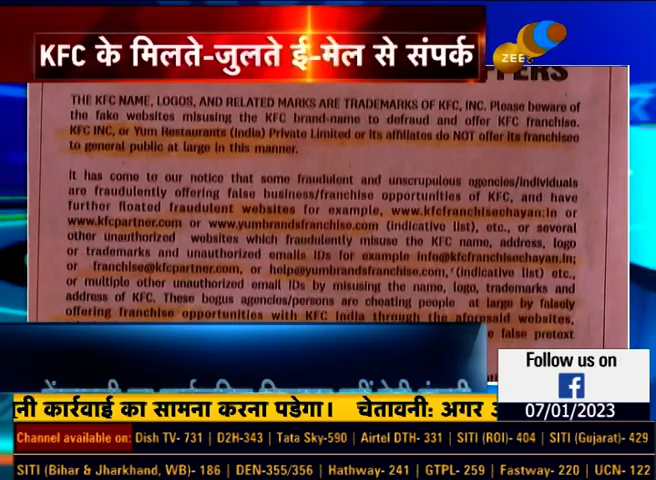 KFC के मिलते-जुलते ई-मेल से संपर्क
ZEE
THE KFC NAME, LOGOS, AND RELATED MARKS ARE TRADEMARKS OF KFC, INC. Please beware of
the fake websites misusing the KFC brand-name to defraud and offer KFC franchise.
KFC INC, or Yum Restaurants (India) Private Limited or its affiliates do NOT offer its franchisee
to general public at large in this manner.
It has come to our notice that some fraudulent and unscrupulous agencies/individuals
are fraudulently offering false business/franchise opportunities of KFC, and have
further floated fraudulent websites for example, www.kfcfranchisechayan.in or
www.kfcpartner.com or www.yumbrandsfranchise.com (indicative list), etc., or several
other unauthorized websites which fraudulently misuse the KFC name, address, logo
or trademarks and unauthorized emails IDs for example info@kfcfranchisechayan.in;
or franchise@kfcpartner.com, or help@yumbrandsfranchise.com, (indicative list) etc.,
or multiple other unauthorized email IDs by misusing the name, logo, trademarks and
address of KFC. These bogus agencies/persons are cheating people at large by falsely
offering franchise opportunities with KFC India through the aforesaid websites,
false pretext
Follow us on
07/01/2023
नी कार्रवाई का सामना करना पडेगा। चेतावनी: अगर
Channel available on: Dish TV- 731 | D2H-343 | Tata Sky-590 | Airtel DTH- 331 | SITI (ROI)- 404 | SITI (Gujarat)- 429
SITI (Bihar & Jharkhand, WB)- 186 | DEN-355/356 | Hathway- 241 | GTPL- 259 | Fastway- 220 | UCN- 122